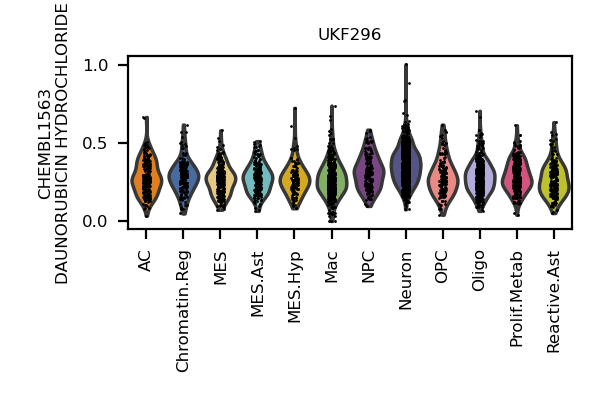 UKF296
CHEMBL1563
DAUNORUBICIN HYDROCHLORIDE
1.0
0.5
0.0
AC
Chromatin.Reg
MES
MES.Ast
MES.Hyp
Mac
NPC
Neuron
OPC
Oligo
Prolif.Metab
Reactive.Ast